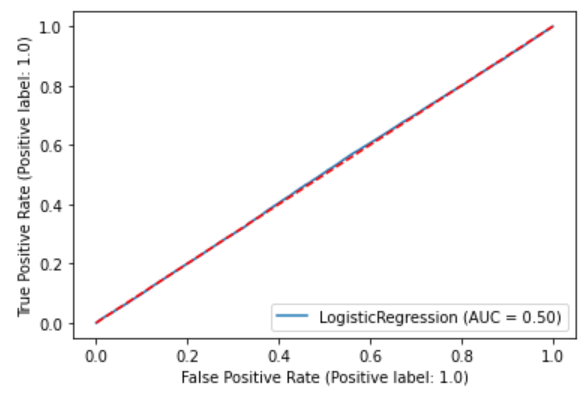 True Positive Rate (Positive label: 1.0)
1.0
0.8
0.6
0.4
0.2
0.0
LogisticRegression (AUC = 0.50)
0.0 0.2 0.4 0.6 0.8 1.0
False Positive Rate (Positive label: 1.0)